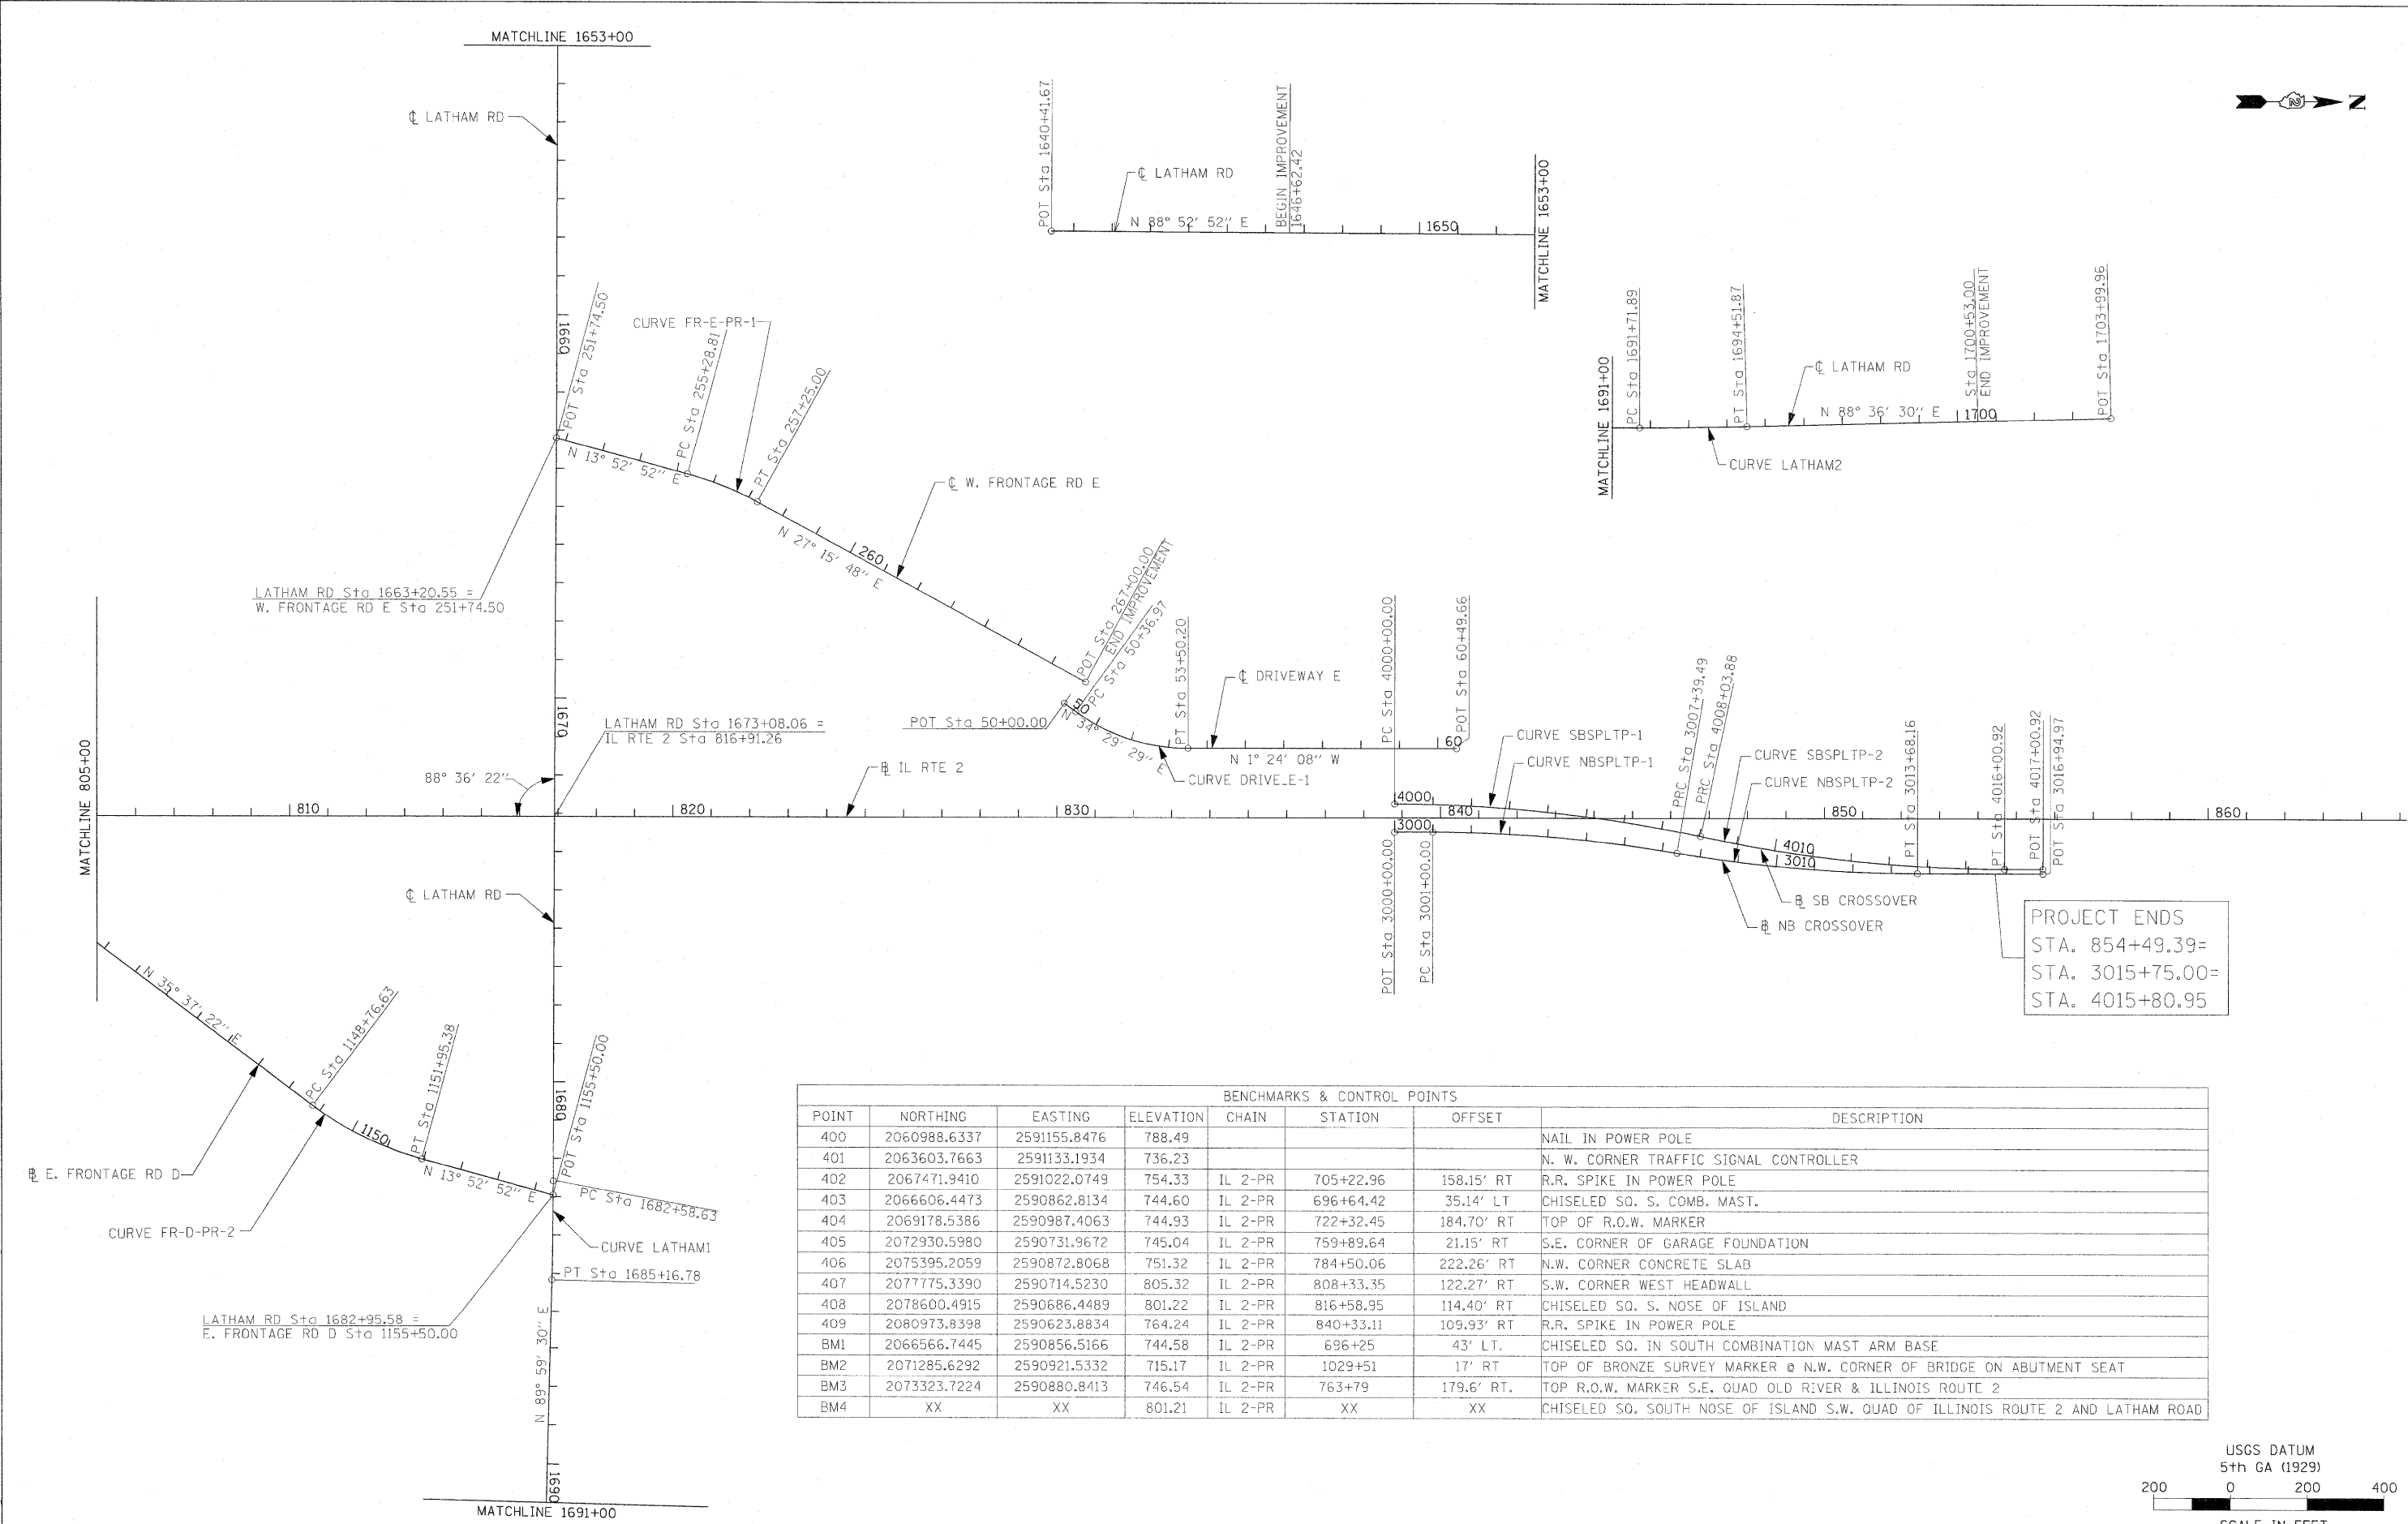 MATCHLINE 1653+00
℄ LATHAM RD
1660
POT Sta 251+74.50
CURVE FR-E-PR-1
PC Sta 255+28.81
PT Sta 257+25.00
N 13° 52' 52" E
℄ W. FRONTAGE RD E
260
N 27° 15' 48" E
LATHAM RD Sta 1663+20.55 =
W. FRONTAGE RD E Sta 251+74.50
POT Sta 267+00.00
END IMPROVEMENT
PC Sta 50+36.97
POT Sta 50+00.00
50
N 34° 29' 29" E
PT Sta 53+50.20
℄ DRIVEWAY E
N 1° 24' 08" W
CURVE DRIV_E-1
60
PC Sta 4000+00.00
POT Sta 60+49.66
POT Sta 1640+41.67
℄ LATHAM RD
N 88° 52' 52" E
BEGIN IMPROVEMENT
1646+62.42
1650
MATCHLINE 1653+00
N
MATCHLINE 1691+00
PC Sta 1691+71.89
PT Sta 1694+51.87
℄ LATHAM RD
N 88° 36' 30" E
1700
Sta 1700+53.00
END IMPROVEMENT
POT Sta 1703+99.96
CURVE LATHAM2
MATCHLINE 805+00
1670
LATHAM RD Sta 1673+08.06 =
IL RTE 2 Sta 816+91.26
88° 36' 22"
810
820
830
840
850
860
IL RTE 2
CURVE SBSPLTP-1
CURVE NBSPLTP-1
4000
3000
PRC Sta 3007+39.49
PRC Sta 4008+03.88
CURVE SBSPLTP-2
CURVE NBSPLTP-2
4010
3010
PT Sta 3013+68.16
PT Sta 4016+00.92
POT Sta 4017+00.92
POT Sta 3016+94.97
SB CROSSOVER
NB CROSSOVER
POT Sta 3000+00.00
PC Sta 3001+00.00
PROJECT ENDS
STA. 854+49.39=
STA. 3015+75.00=
STA. 4015+80.95
℄ LATHAM RD
N 35° 37' 22" E
PC Sta 1148+76.63
1150
PT Sta 1151+95.38
N 13° 52' 52" E
E. FRONTAGE RD D
CURVE FR-D-PR-2
1680
POT Sta 1155+50.00
PC Sta 1682+58.63
CURVE LATHAM1
PT Sta 1685+16.78
LATHAM RD Sta 1682+95.58 =
E. FRONTAGE RD D Sta 1155+50.00
N 89° 59' 30" E
1690
MATCHLINE 1691+00
BENCHMARKS & CONTROL POINTS
POINT NORTHING EASTING ELEVATION CHAIN STATION OFFSET DESCRIPTION
400 2060988.6337 2591155.8476 788.49 NAIL IN POWER POLE
401 2063603.7663 2591133.1934 736.23 N. W. CORNER TRAFFIC SIGNAL CONTROLLER
402 2067471.9410 2591022.0749 754.33 IL 2-PR 705+22.96 158.15' RT R.R. SPIKE IN POWER POLE
403 2066606.4473 2590862.8134 744.60 IL 2-PR 696+64.42 35.14' LT CHISELED SQ. S. COMB. MAST.
404 2069178.5386 2590987.4063 744.93 IL 2-PR 722+32.45 184.70' RT TOP OF R.O.W. MARKER
405 2072930.5980 2590731.9672 745.04 IL 2-PR 759+89.64 21.15' RT S.E. CORNER OF GARAGE FOUNDATION
406 2075395.2059 2590872.8068 751.32 IL 2-PR 784+50.06 222.26' RT N.W. CORNER CONCRETE SLAB
407 2077775.3390 2590714.5230 805.32 IL 2-PR 808+33.35 122.27' RT S.W. CORNER WEST HEADWALL
408 2078600.4915 2590686.4489 801.22 IL 2-PR 816+58.95 114.40' RT CHISELED SQ. S. NOSE OF ISLAND
409 2080973.8398 2590623.8834 764.24 IL 2-PR 840+33.11 109.93' RT R.R. SPIKE IN POWER POLE
BM1 2066566.7445 2590856.5166 744.58 IL 2-PR 696+25 43' LT. CHISELED SQ. IN SOUTH COMBINATION MAST ARM BASE
BM2 2071285.6292 2590921.5332 715.17 IL 2-PR 1029+51 17' RT TOP OF BRONZE SURVEY MARKER @ N.W. CORNER OF BRIDGE ON ABUTMENT SEAT
BM3 2073323.7224 2590880.8413 746.54 IL 2-PR 763+79 179.6' RT. TOP R.O.W. MARKER S.E. QUAD OLD RIVER & ILLINOIS ROUTE 2
BM4 XX XX 801.21 IL 2-PR XX XX CHISELED SQ. SOUTH NOSE OF ISLAND S.W. QUAD OF ILLINOIS ROUTE 2 AND LATHAM ROAD
USGS DATUM
5th GA (1929)
200 0 200 400
SCALE IN FEET